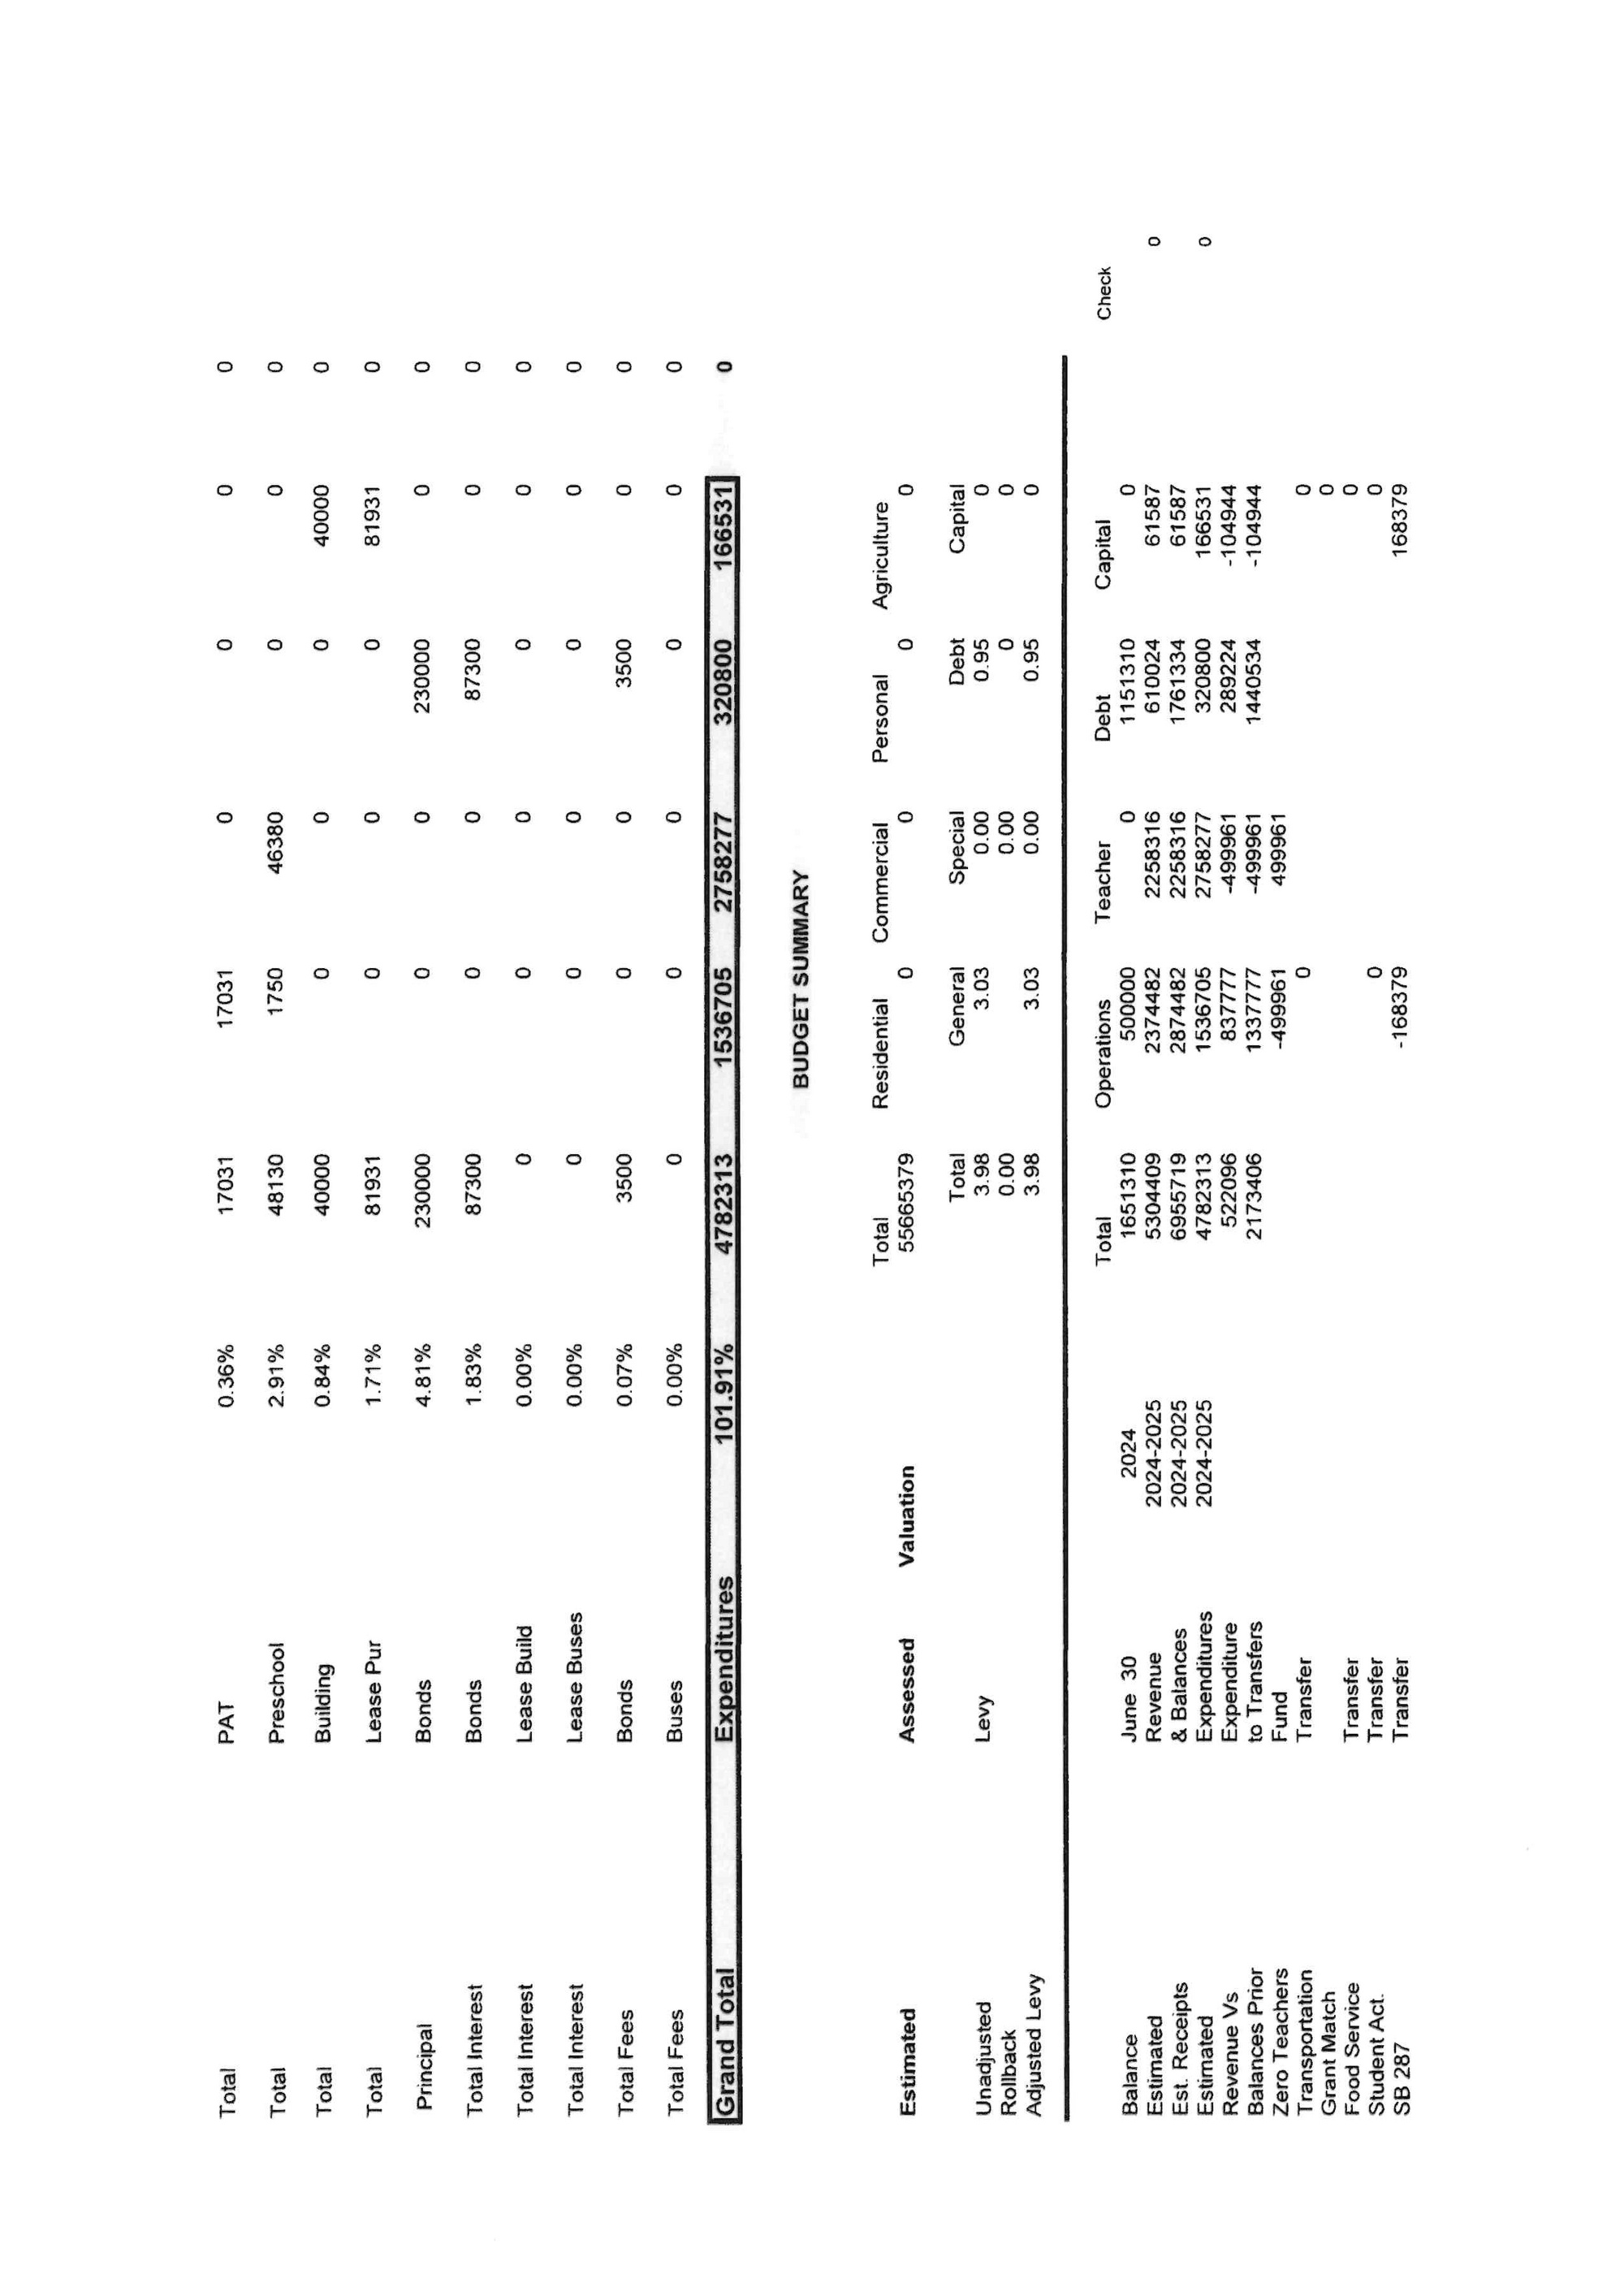 Total PAT 0.36% 17031 17031 0 0 0 0
Total Preschool 2.91% 48130 1750 46380 0 0 0
Total Building 0.84% 40000 0 0 0 40000 0
Total Lease Pur 1.71% 81931 0 0 0 81931 0
Principal Bonds 4.81% 230000 0 0 230000 0 0
Total Interest Bonds 1.83% 87300 0 0 87300 0 0
Total Interest Lease Build 0.00% 0 0 0 0 0 0
Total Interest Lease Buses 0.00% 0 0 0 0 0 0
Total Fees Bonds 0.07% 3500 0 0 3500 0 0
Total Fees Buses 0.00% 0 0 0 0 0 0
Grand Total Expenditures 101.91% 4782313 1536705 2758277 320800 166531 0
BUDGET SUMMARY
Total Residential Commercial Personal Agriculture
Estimated Assessed Valuation 55665379 0 0 0 0
Total General Special Debt Capital
Unadjusted Levy 3.98 3.03 0.00 0.95 0
Rollback 0.00 0.00 0 0
Adjusted Levy 3.98 3.03 0.00 0.95 0
Total Operations Teacher Debt Capital Check
Balance June 30 2024 1651310 500000 0 1151310 0
Estimated Revenue 2024-2025 5304409 2374482 2258316 610024 61587 0
Est. Receipts & Balances 2024-2025 6955719 2874482 2258316 1761334 61587
Estimated Expenditures 2024-2025 4782313 1536705 2758277 320800 166531 0
Revenue Vs Expenditure 522096 837777 -499961 289224 -104944
Balances Prior to Transfers 2173406 1337777 -499961 1440534 -104944
Zero Teachers Fund -499961 499961
Transportation Transfer 0 0
Grant Match 0
Food Service Transfer 0
Student Act. Transfer 0 0
SB 287 Transfer -168379 168379